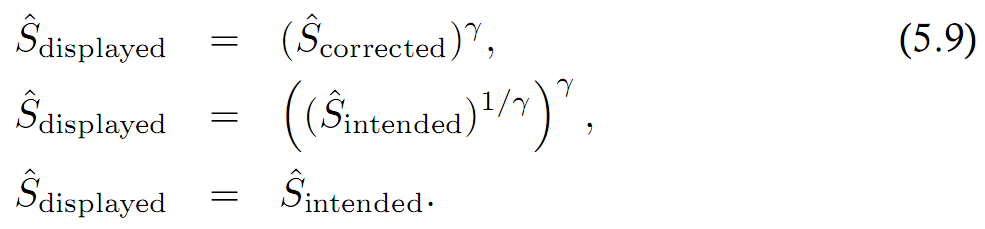 Ŝ_displayed = (Ŝ_corrected)^γ, (5.9)
Ŝ_displayed = ((Ŝ_intended)^{1/γ})^γ,
Ŝ_displayed = Ŝ_intended.